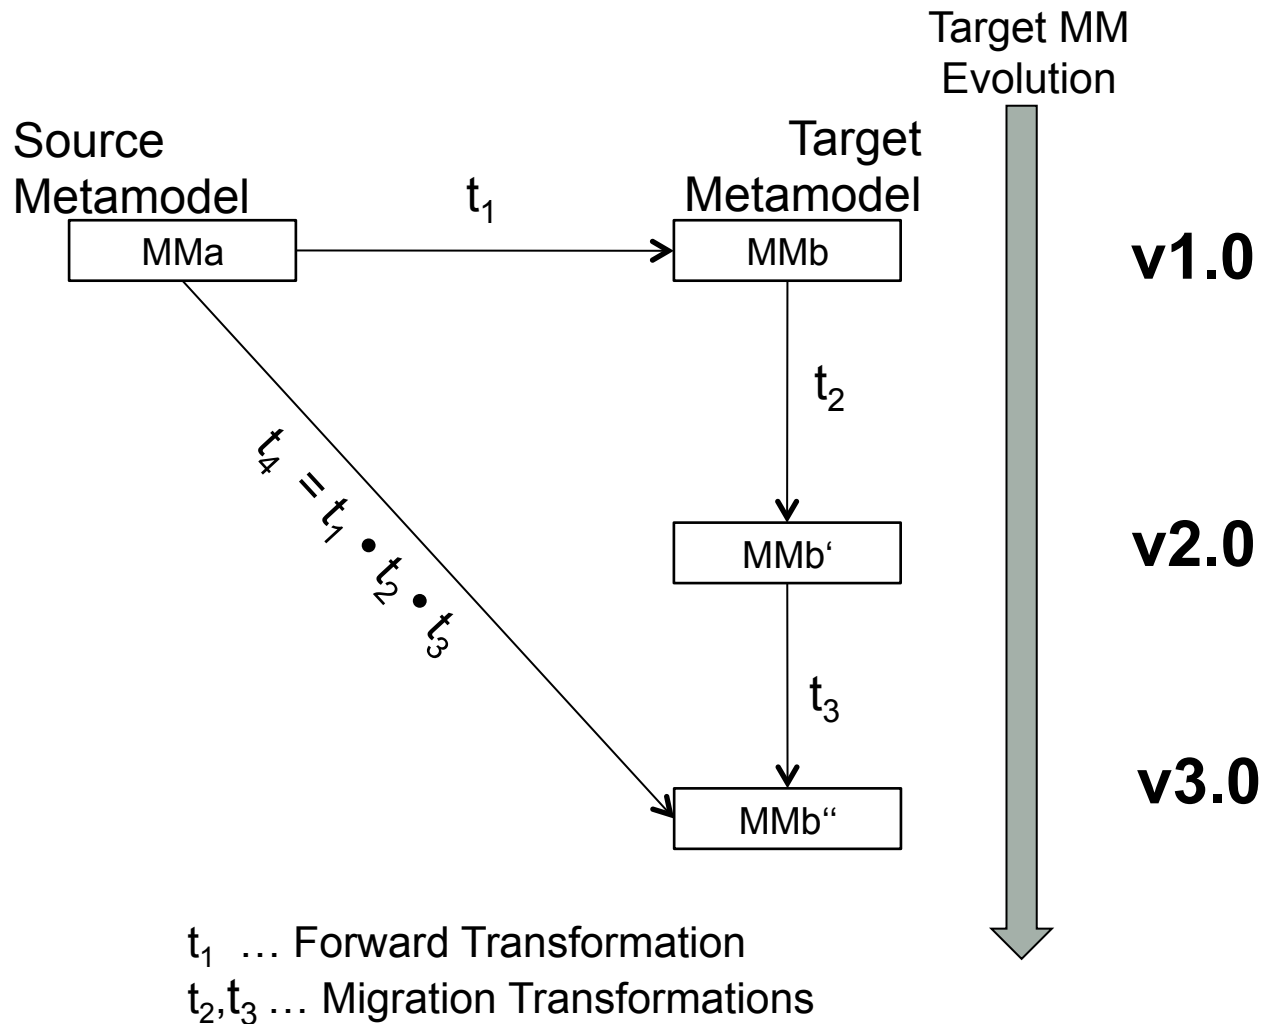 Target MM
Evolution
Source
Metamodel
Target
Metamodel
t₁
MMa
MMb
v1.0
t₂
t₄ = t₁ • t₂ • t₃
MMb‘
v2.0
t₃
MMb“
v3.0
t₁ … Forward Transformation
t₂,t₃ … Migration Transformations